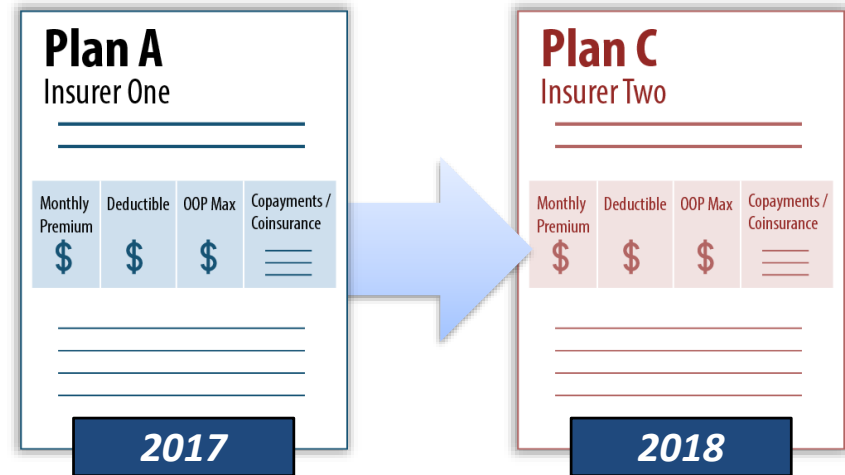 Plan A
Insurer One
Monthly Premium
Deductible
OOP Max
Copayments / Coinsurance
$
$
$
2017
Plan C
Insurer Two
Monthly Premium
Deductible
OOP Max
Copayments / Coinsurance
$
$
$
2018